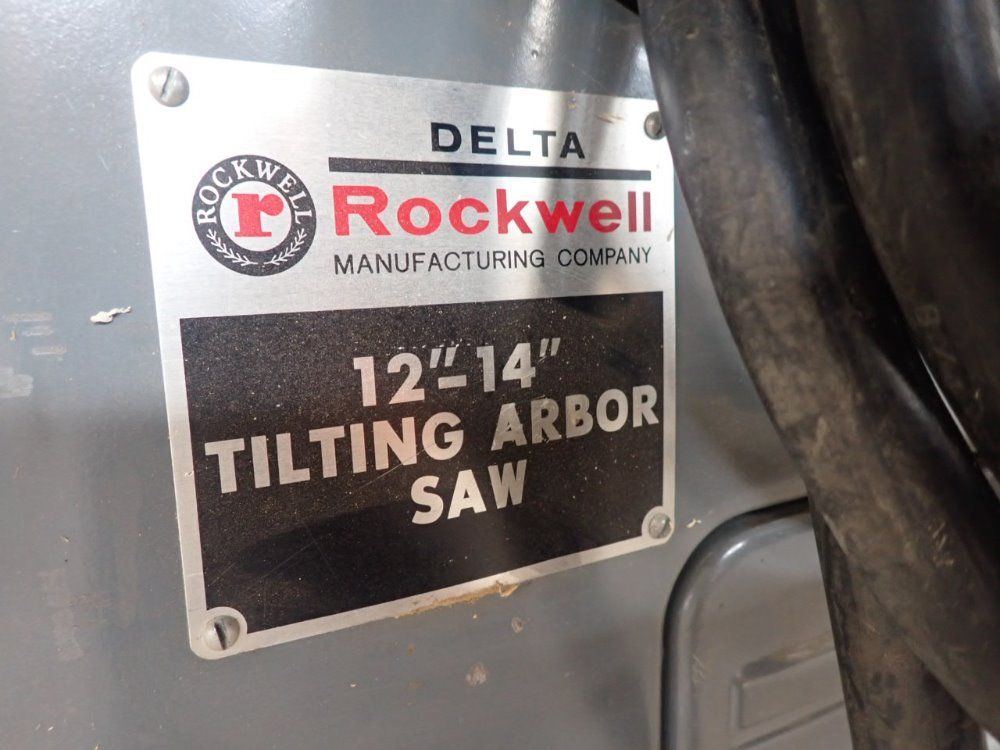 DELTA
ROCKWELL
r
Rockwell
MANUFACTURING COMPANY
12"-14"
TILTING ARBOR
SAW